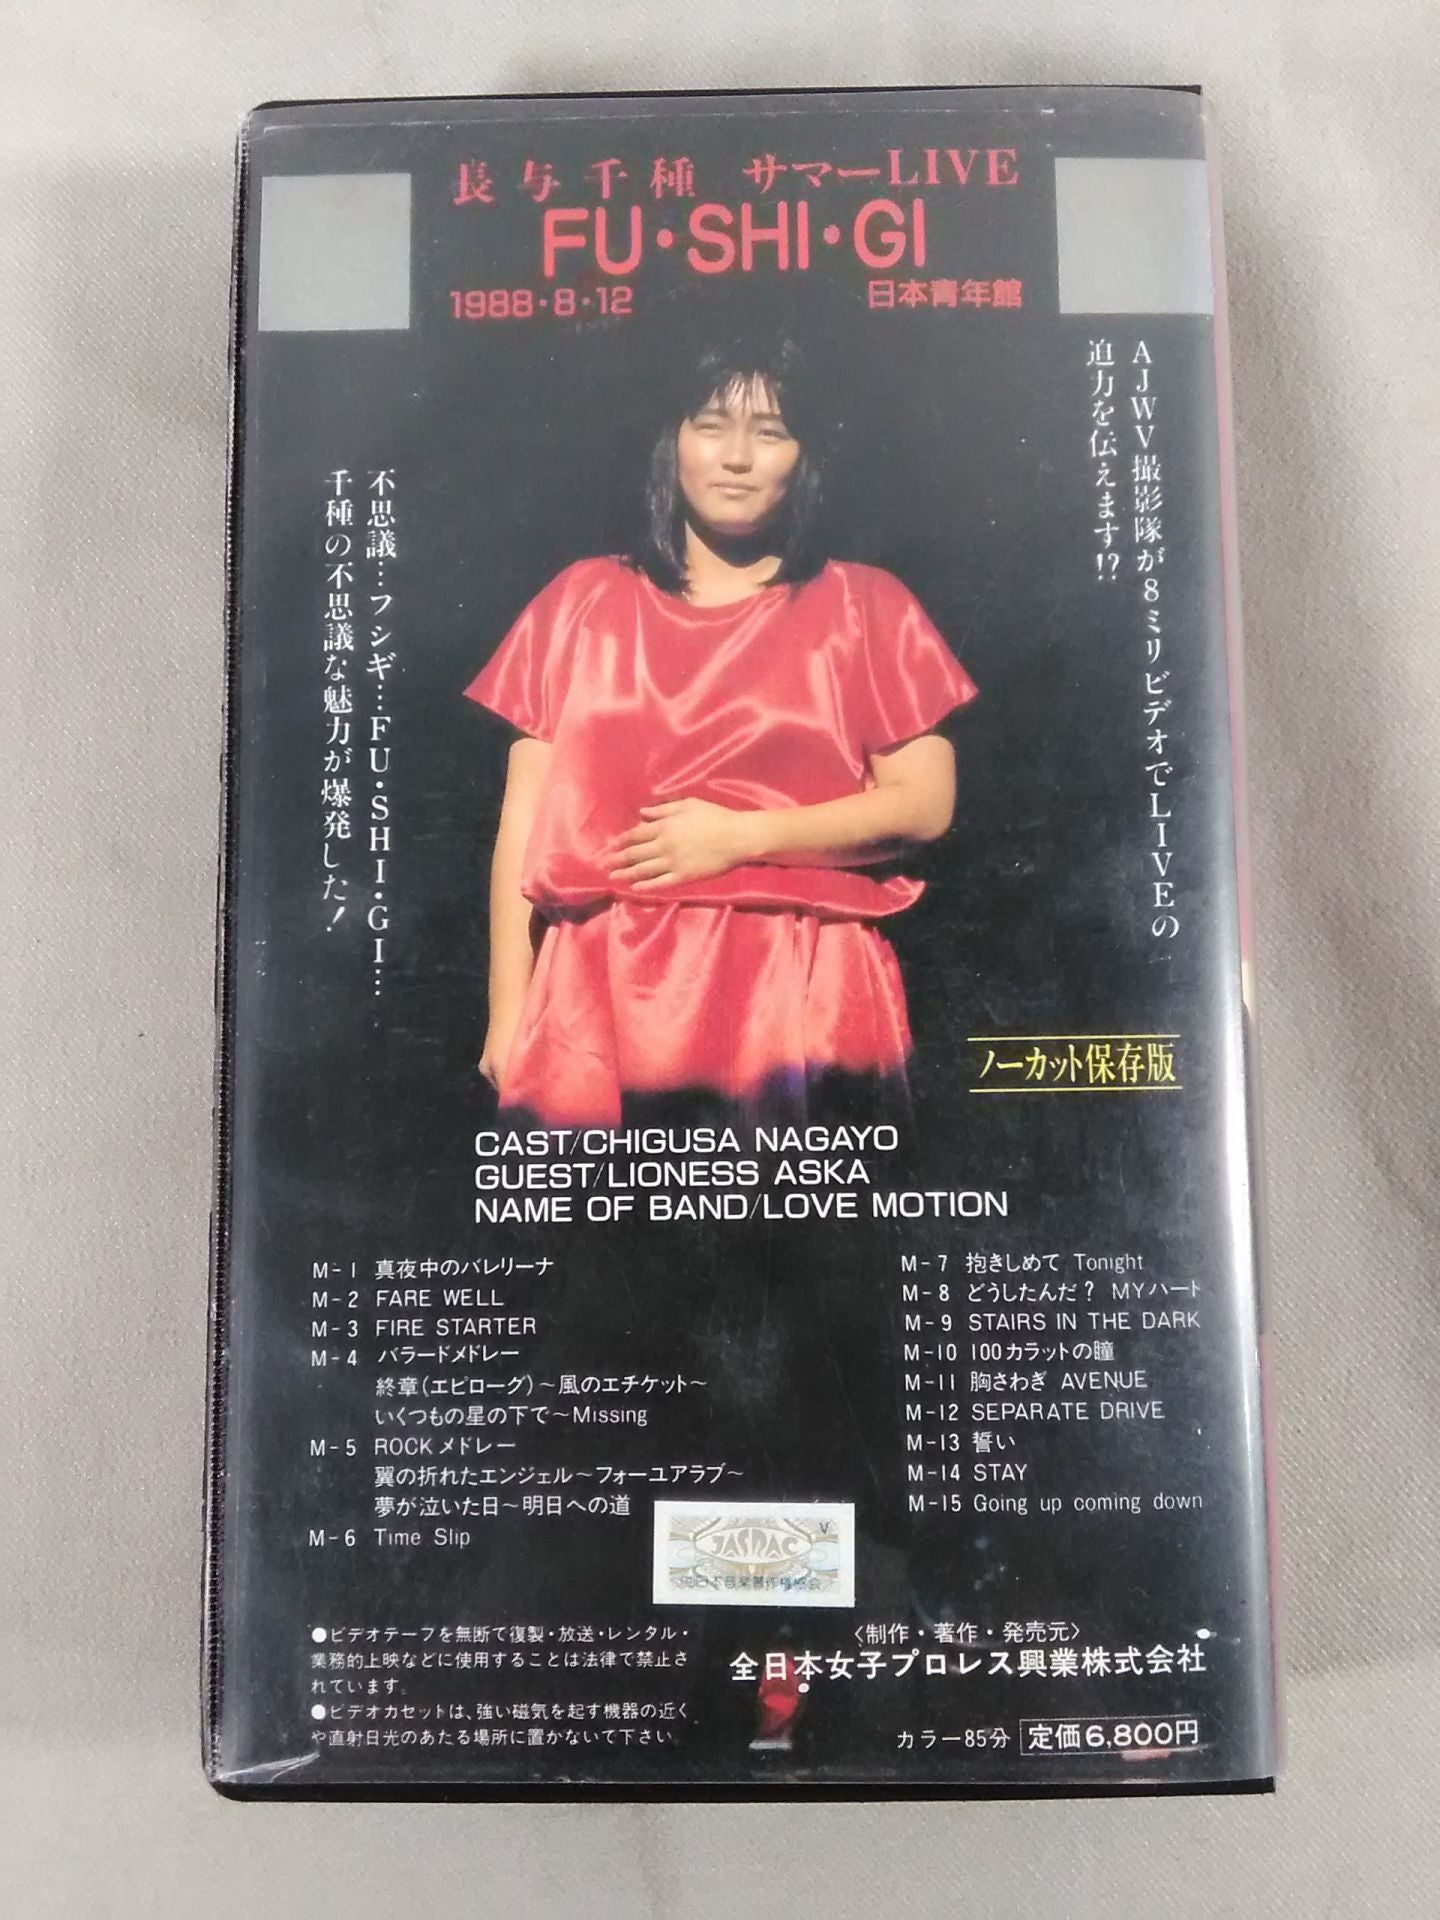 長与千種 サマーLIVE
FU・SHI・GI
1988・8・12 日本青年館
AJWV撮影隊が8ミリビデオでLIVEの
迫力を伝えます!?
不思議…フシギ…FU・SHI・GI…
千種の不思議な魅力が爆発した!
ノーカット保存版
CAST/CHIGUSA NAGAYO
GUEST/LIONESS ASKA
NAME OF BAND/LOVE MOTION
M-1 真夜中のバレリーナ
M-2 FARE WELL
M-3 FIRE STARTER
M-4 バラードメドレー
終章(エピローグ)~風のエチケット~
いくつもの星の下で~Missing
M-5 ROCKメドレー
翼の折れたエンジェル~フォーユアラブ~
夢が泣いた日~明日への道
M-6 Time Slip
M-7 抱きしめて Tonight
M-8 どうしたんだ? MYハート
M-9 STAIRS IN THE DARK
M-10 100カラットの瞳
M-11 胸さわぎ AVENUE
M-12 SEPARATE DRIVE
M-13 誓い
M-14 STAY
M-15 Going up coming down
V
JASRAC
日本音楽著作権協会
●ビデオテープを無断で復製・放送・レンタル・
業務的上映などに使用することは法律で禁止さ
れています。
●ビデオカセットは、強い磁気を起す機器の近く
や直射日光のあたる場所に置かないで下さい。
〈制作・著作・発売元〉
全日本女子プロレス興業株式会社
カラー85分 定価6,800円